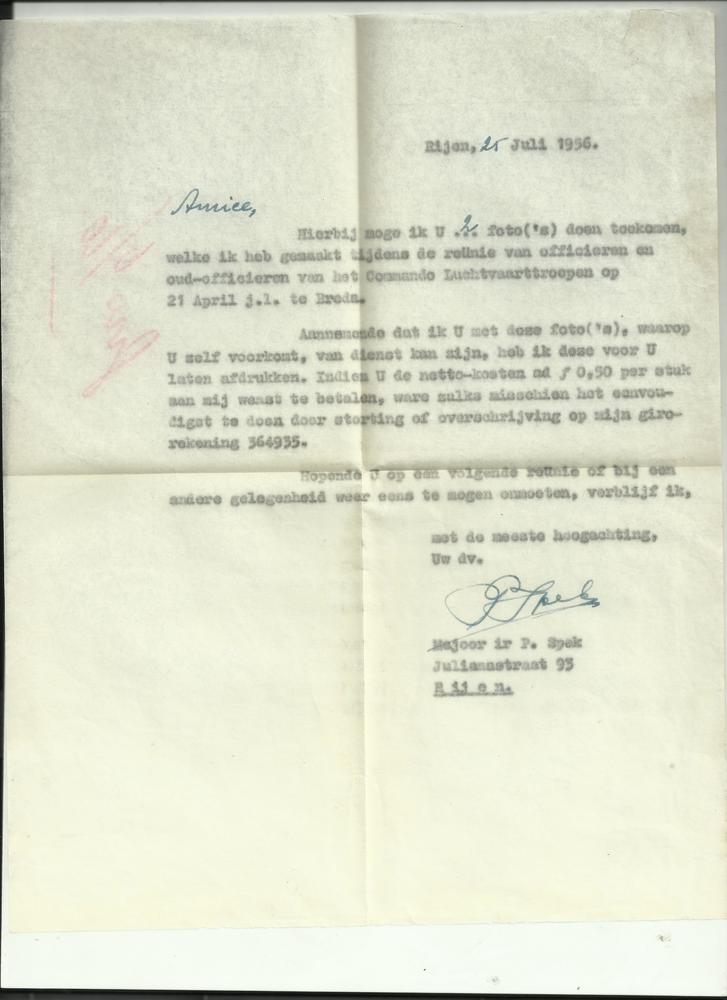 Rijen, 25 Juli 1956.
Amice,
Hierbij moge ik U 2 foto('s) doen toekomen,
welke ik heb gemaakt tijdens de reünie van officieren en
oud-officieren van het Commando Luchtvaarttroepen op
21 April j.l. te Breda.
Aannemende dat ik U met deze foto('s), waarop
U zelf voorkomt, van dienst kan zijn, heb ik deze voor U
laten afdrukken. Indien U de netto-kosten ad ƒ 0,50 per stuk
aan mij wenst te betalen, ware zulks misschien het eenvou-
digst te doen door storting of overschrijving op mijn giro-
rekening 364935.
Hopende U op een volgende reünie of bij een
andere gelegenheid weer eens te mogen onmoeten, verblijf ik,
met de meeste hoogachting,
Uw dv.
P Spek
Majoor ir P. Spek
Julianastraat 93
R ij e n.